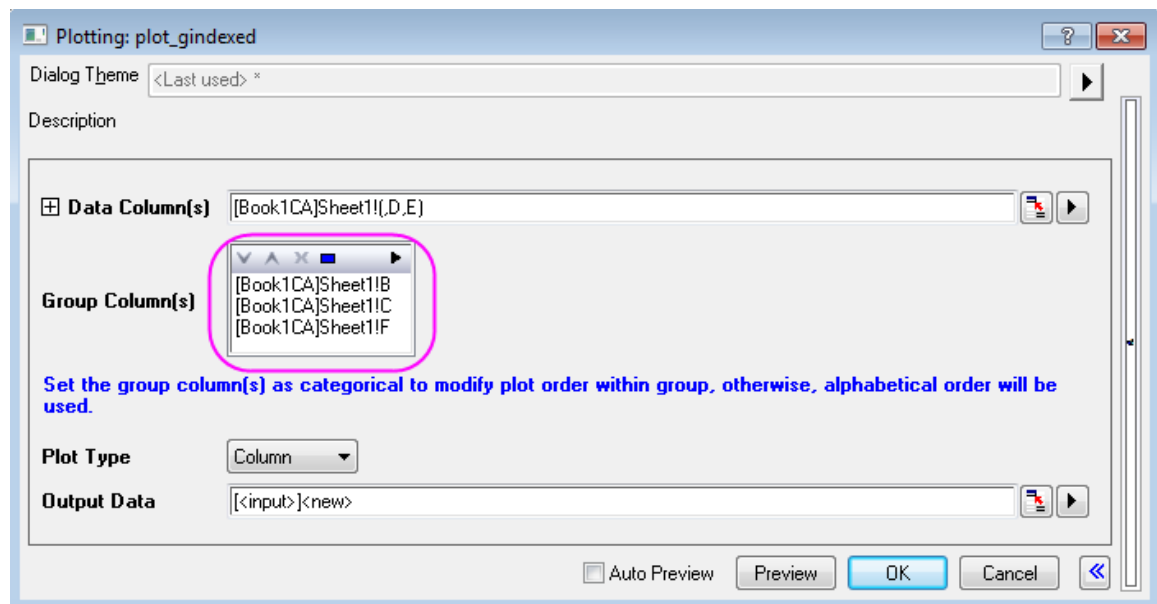 Plotting: plot_gindexed
Dialog Theme <Last used> *
Description
Data Column(s) [Book1CA]Sheet1!(,D,E)
Group Column(s)
[Book1CA]Sheet1!B
[Book1CA]Sheet1!C
[Book1CA]Sheet1!F
Set the group column(s) as categorical to modify plot order within group, otherwise, alphabetical order will be
used.
Plot Type Column
Output Data [<input>]<new>
Auto Preview Preview OK Cancel